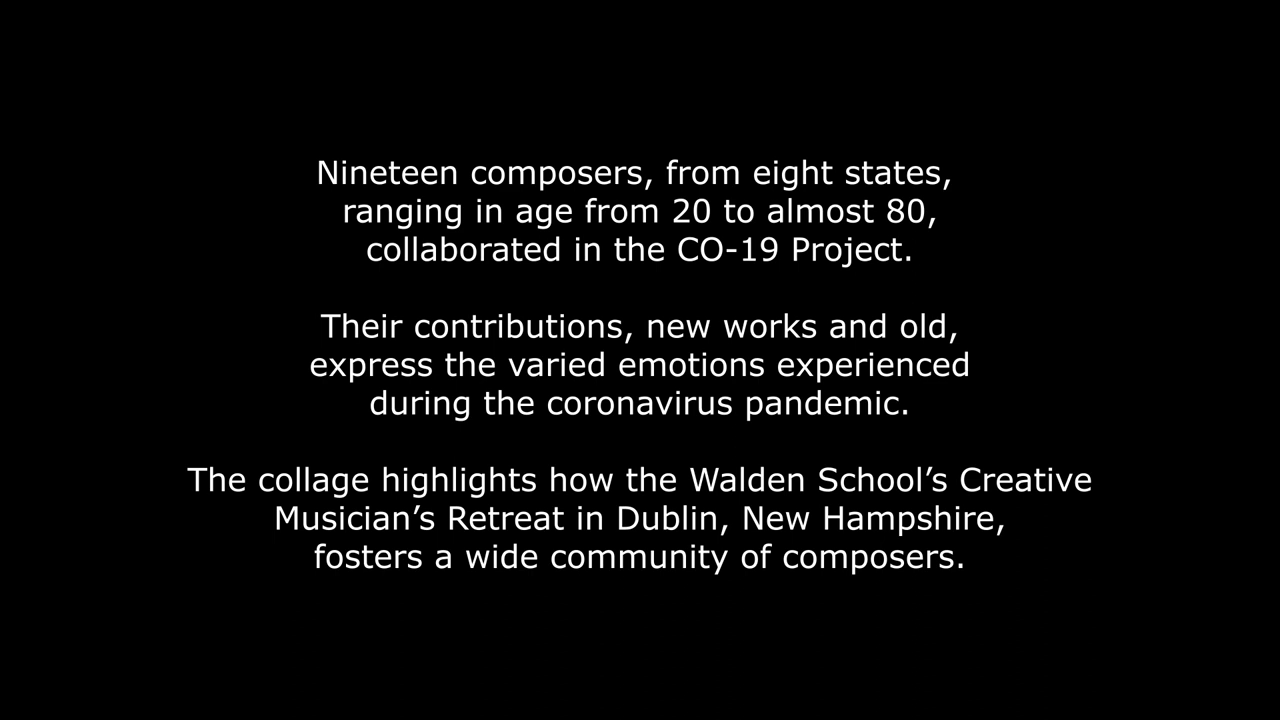 Nineteen composers, from eight states,
ranging in age from 20 to almost 80,
collaborated in the CO-19 Project.
Their contributions, new works and old,
express the varied emotions experienced
during the coronavirus pandemic.
The collage highlights how the Walden School’s Creative
Musician’s Retreat in Dublin, New Hampshire,
fosters a wide community of composers.